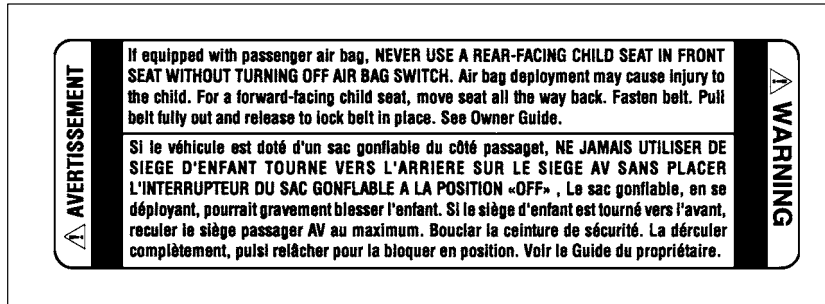 ⚠ AVERTISSEMENT
If equipped with passenger air bag, NEVER USE A REAR-FACING CHILD SEAT IN FRONT
SEAT WITHOUT TURNING OFF AIR BAG SWITCH. Air bag deployment may cause injury to
the child. For a forward-facing child seat, move seat all the way back. Fasten belt. Pull
belt fully out and release to lock belt in place. See Owner Guide.
Si le véhicule est doté d'un sac gonflable du côté passaget, NE JAMAIS UTILISER DE
SIEGE D'ENFANT TOURNE VERS L'ARRIERE SUR LE SIEGE AV SANS PLACER
L'INTERRUPTEUR DU SAC GONFLABLE A LA POSITION «OFF» , Le sac gonflable, en se
déployant, pourrait gravement blesser l'enfant. Si le siège d'enfant est tourné vers l'avant,
reculer le siège passager AV au maximum. Bouclar la ceinture de sécurité. La dérculer
complètement, pulsi relâcher pour la bloquer en position. Voir le Guide du propriétaire.
⚠ WARNING